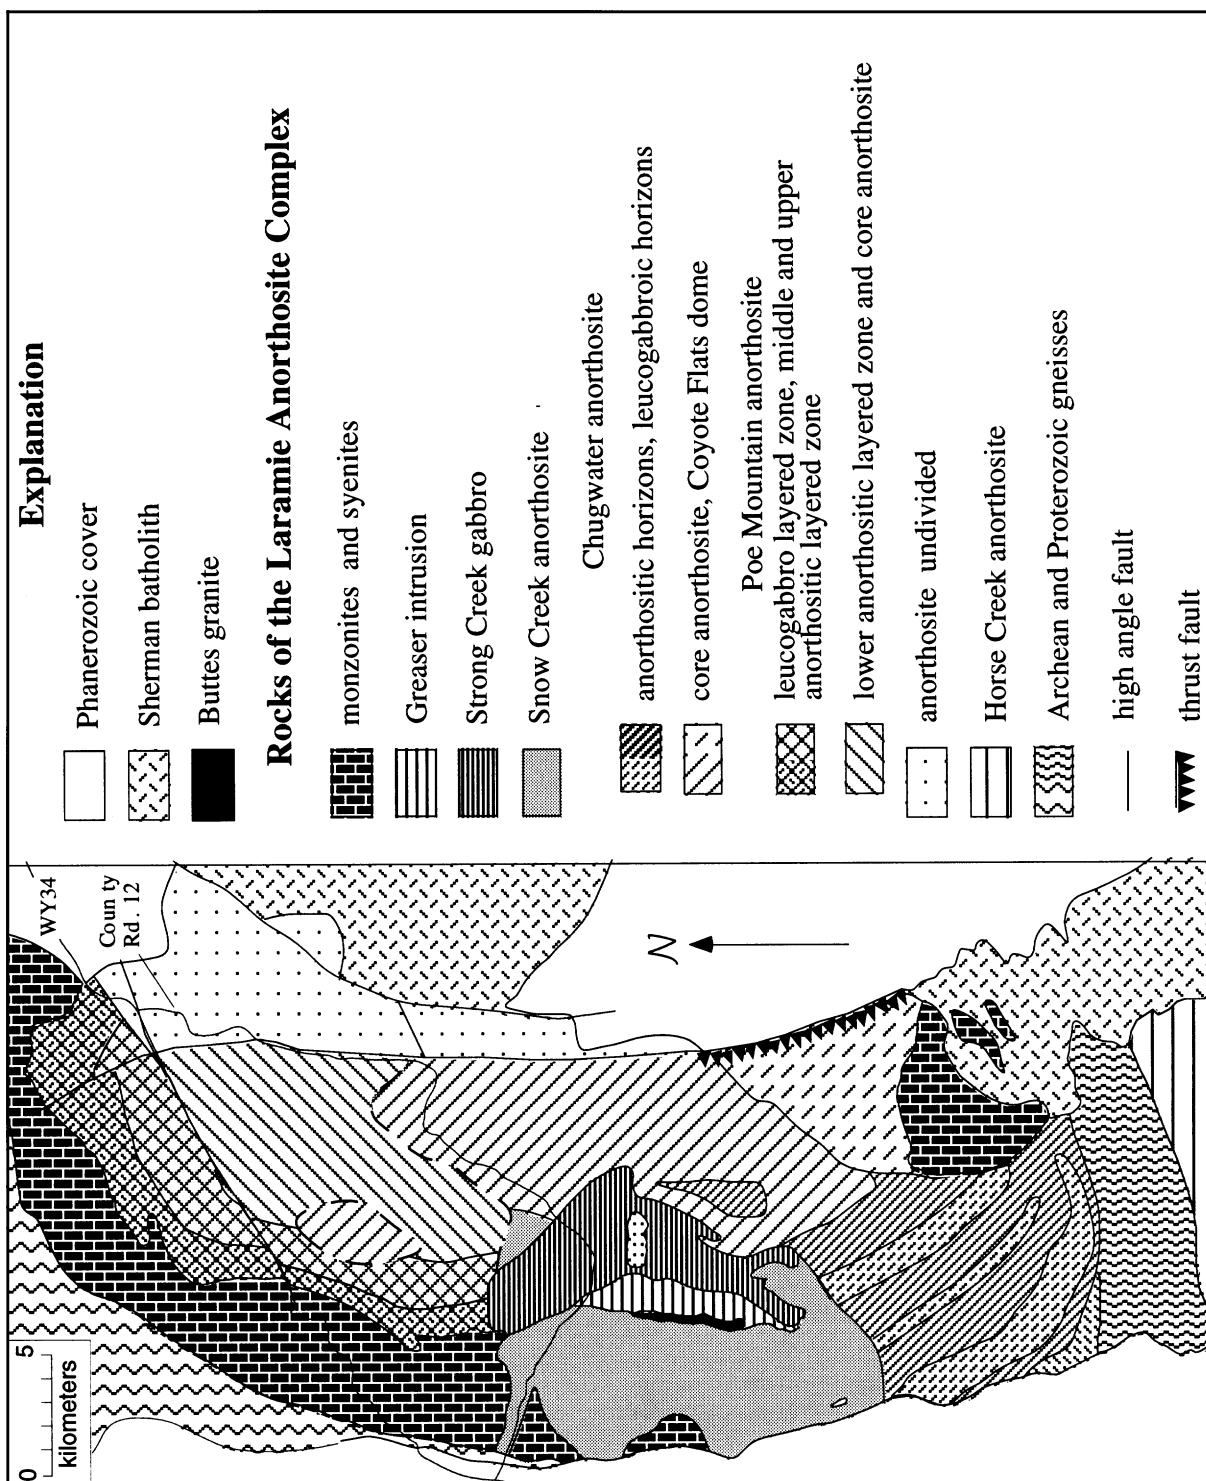 Explanation
Phanerozoic cover
Sherman batholith
Buttes granite
Rocks of the Laramie Anorthosite Complex
monzonites and syenites
Greaser intrusion
Strong Creek gabbro
Snow Creek anorthosite
Chugwater anorthosite
anorthositic horizons, leucogabbroic horizons
core anorthosite, Coyote Flats dome
Poe Mountain anorthosite
leucogabbro layered zone, middle and upper
anorthositic layered zone
lower anorthositic layered zone and core anorthosite
anorthosite undivided
Horse Creek anorthosite
Archean and Proterozoic gneisses
high angle fault
thrust fault
WY34
Coun ty
Rd. 12
N
0 5
kilometers